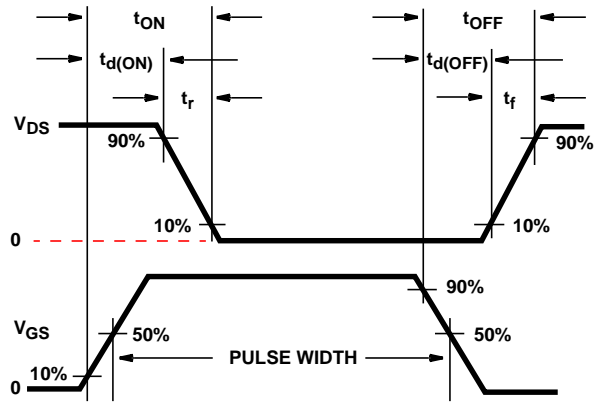 tON tOFF
td(ON) td(OFF)
tr tf
VDS
90% 90%
10% 10%
0
90%
VGS 50% 50%
10% PULSE WIDTH
0